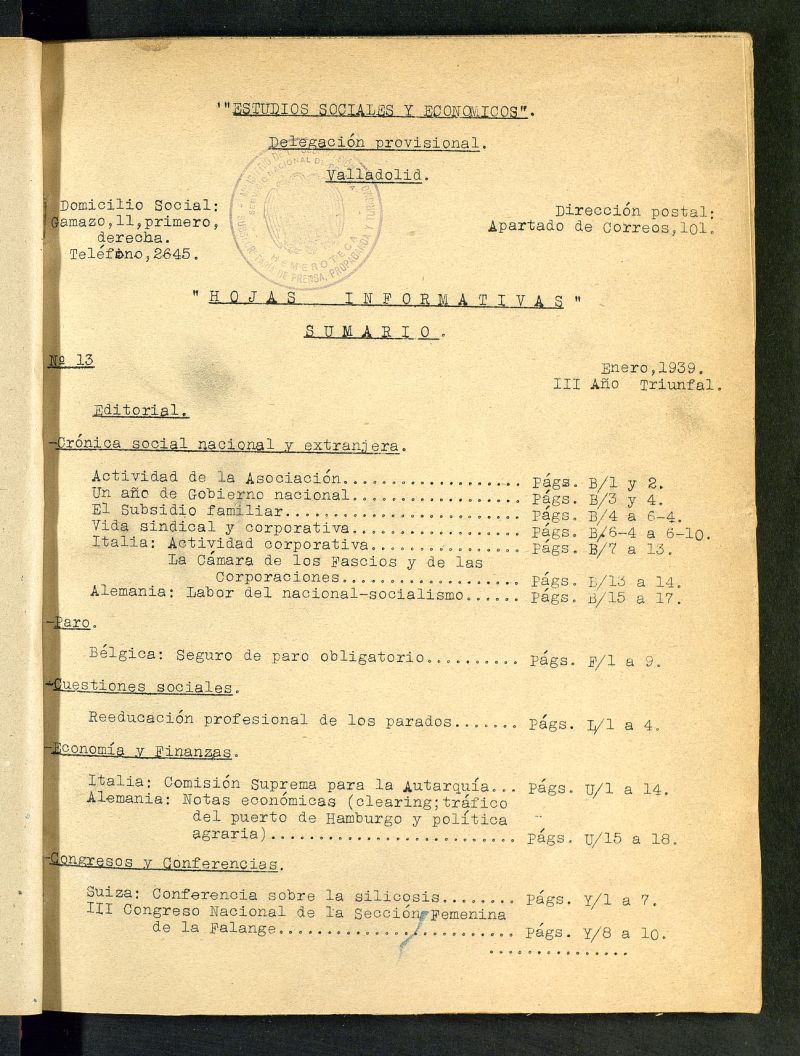 "ESTUDIOS SOCIALES Y ECONOMICOS".
Delegación provisional.
Valladolid.
Domicilio Social:
Gamazo,11,primero,
derecha.
Teléfono,2645.
Dirección postal:
Apartado de Correos,101.
HEMEROTECA
"HOJAS INFORMATIVAS"
SUMARIO.
Nº 13
Enero,1939.
III Año Triunfal.
Editorial.
-Crónica social nacional y extranjera.
Actividad de la Asociación................... Págs. B/1 y 2.
Un año de Gobierno nacional.................. Págs. B/3 y 4.
El Subsidio familiar......................... Págs. B/4 a 6-4.
Vida sindical y corporativa.................. Págs. B/6-4 a 6-10.
Italia: Actividad corporativa................ Págs. B/7 a 13.
La Cámara de los Fascios y de las
Corporaciones................... Págs. B/13 a 14.
Alemania: Labor del nacional-socialismo...... Págs. B/15 a 17.
-Paro.
Bélgica: Seguro de paro obligatorio.......... Págs. F/1 a 9.
-Cuestiones sociales.
Reeducación profesional de los parados....... Págs. L/1 a 4.
-Economía y Finanzas.
Italia: Comisión Suprema para la Autarquía... Págs. U/1 a 14.
Alemania: Notas económicas (clearing;tráfico
del puerto de Hamburgo y política
agraria).......................... Págs. U/15 a 18.
-Congresos y Conferencias.
Suiza: Conferencia sobre la silicosis........ Págs. Y/1 a 7.
III Congreso Nacional de la Sección Femenina
de la Falange......................... Págs. Y/8 a 10.
...............